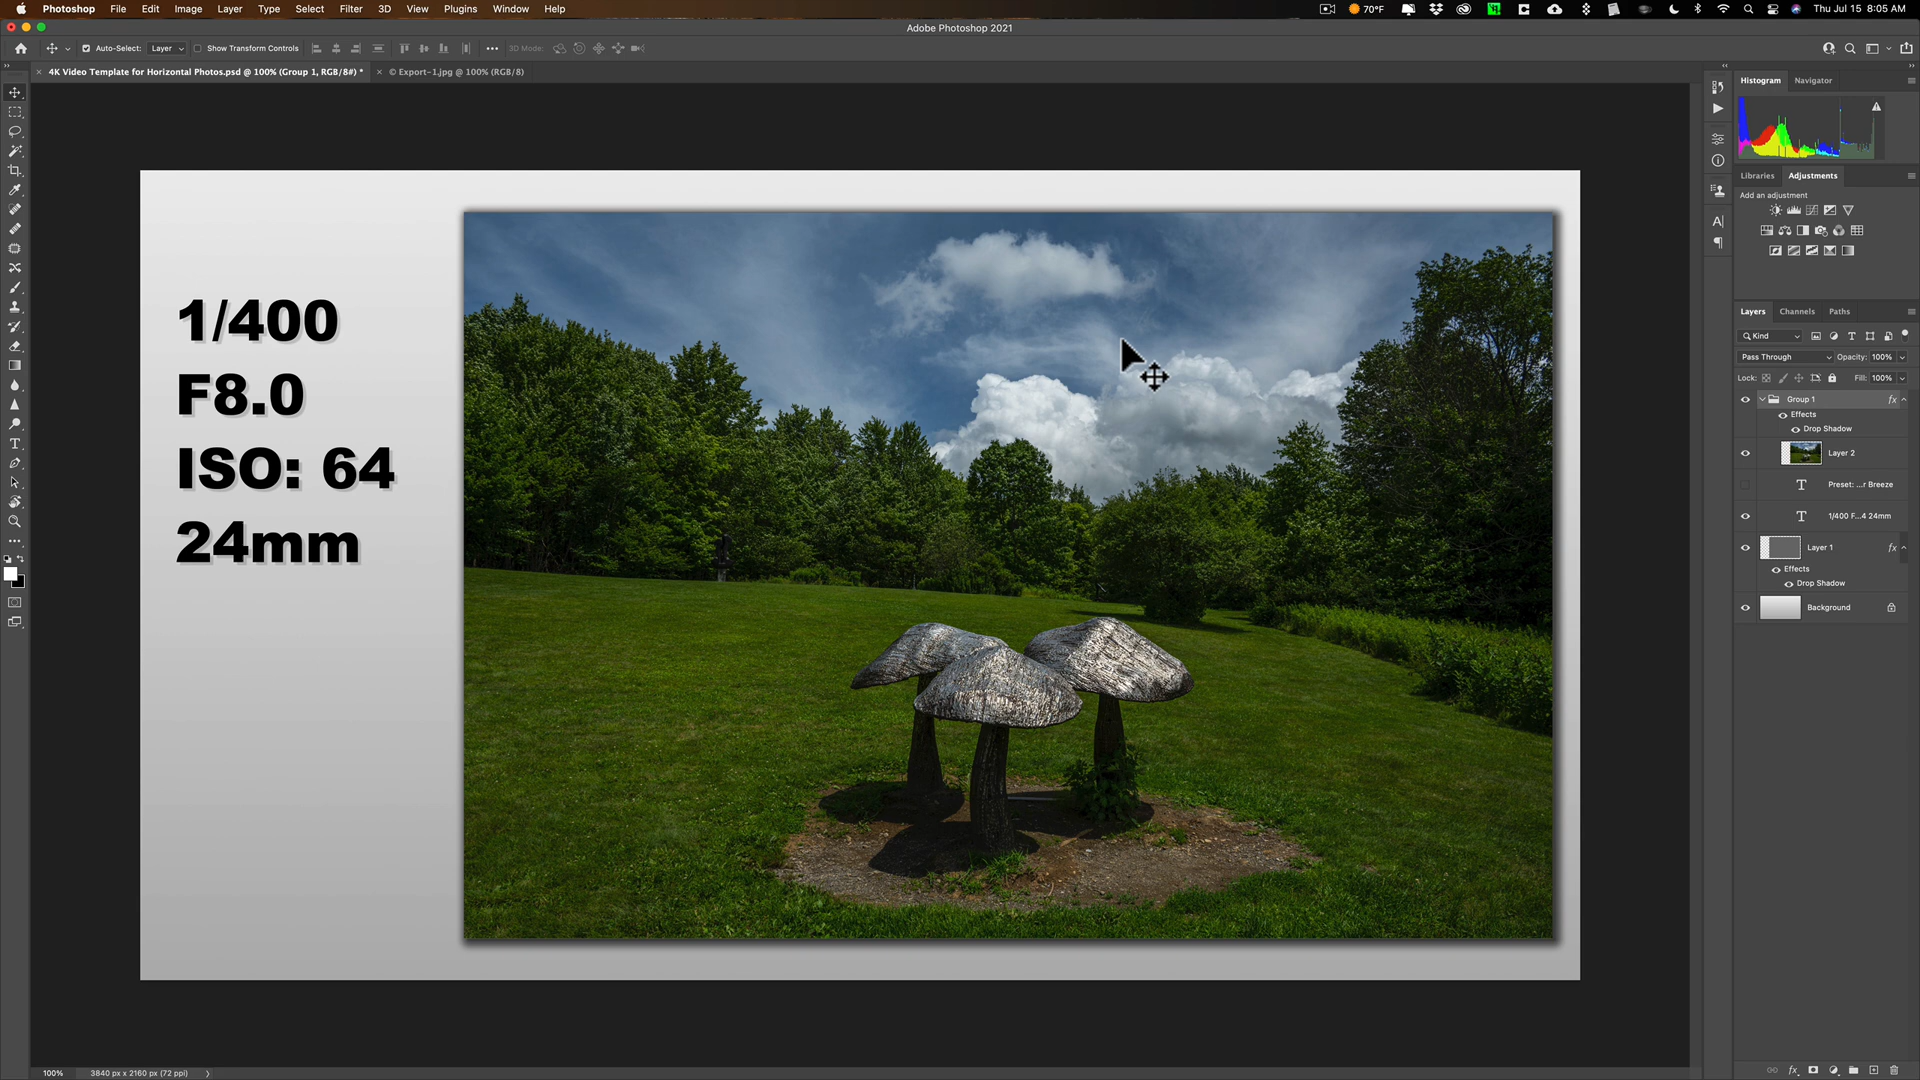 Photoshop File Edit Image Layer Type Select Filter 3D View Plugins Window Help
70°F
Thu Jul 15 8:05 AM
Adobe Photoshop 2021
Auto-Select: Layer Show Transform Controls 3D Mode:
4K Video Template for Horizontal Photos.psd @ 100% (Group 1, RGB/8#) *
© Export-1.jpg @ 100% (RGB/8)
Histogram Navigator
Libraries Adjustments
Add an adjustment
1/400
F8.0
ISO: 64
24mm
Layers Channels Paths
Kind
Pass Through Opacity: 100%
Lock: Fill: 100%
Group 1 fx
Effects
Drop Shadow
Layer 2
T Preset: ...r Breeze
T 1/400 F...4 24mm
Layer 1 fx
Effects
Drop Shadow
Background
100% 3840 px x 2160 px (72 ppi)